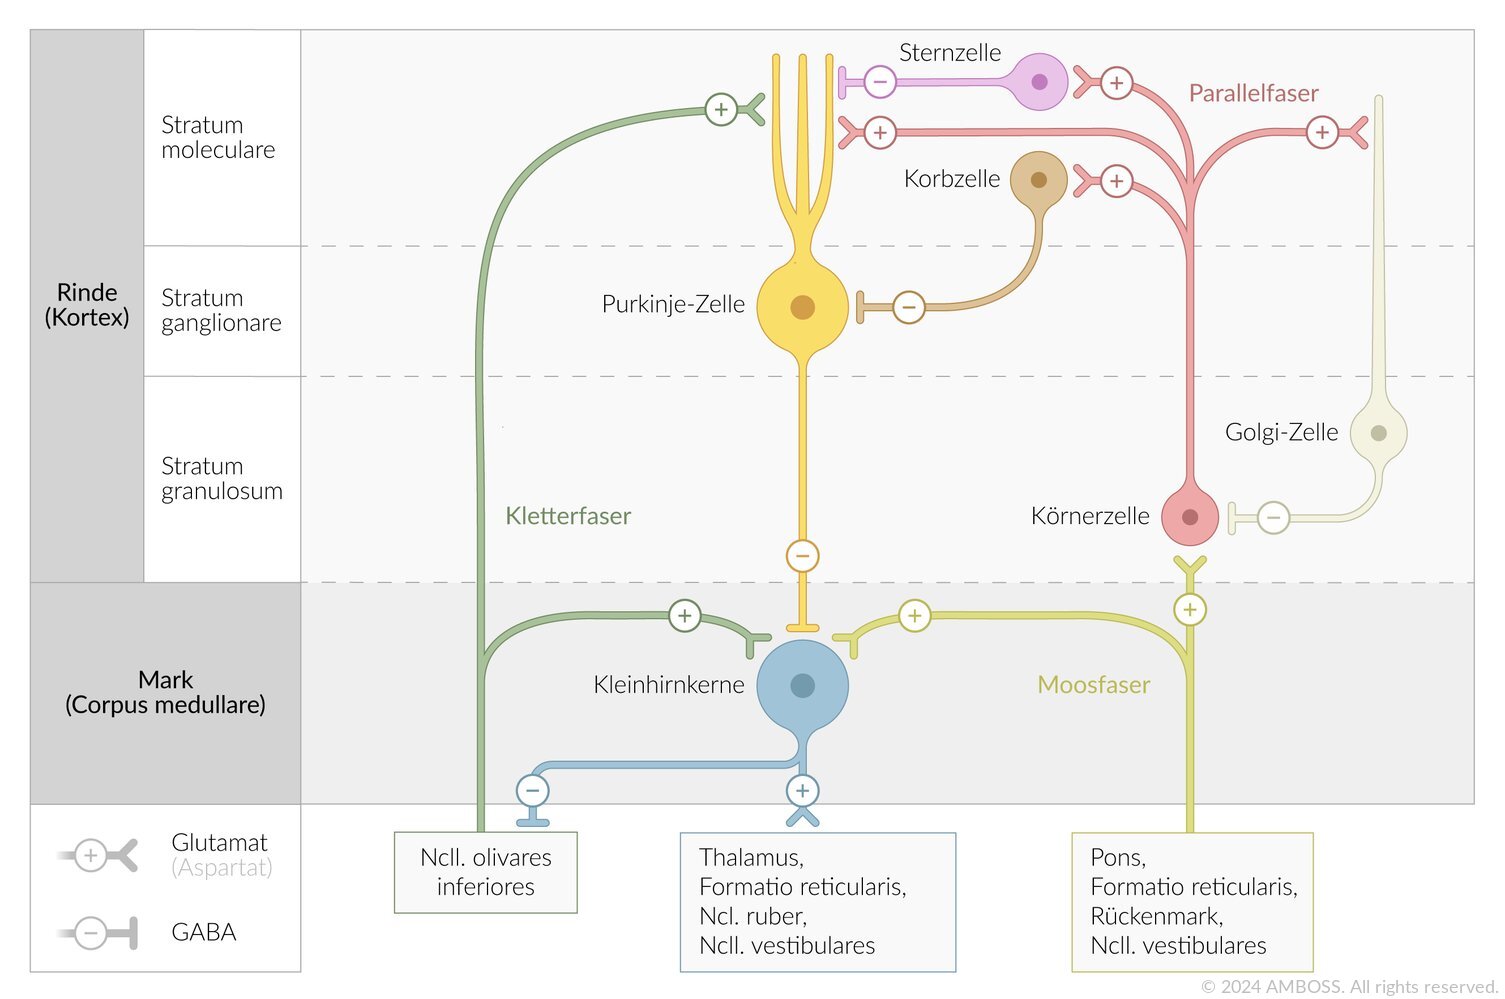 Sternzelle
Parallelfaser
Stratum
moleculare
Korbzelle
Rinde
(Kortex)
Stratum
ganglionare
Purkinje-Zelle
Golgi-Zelle
Stratum
granulosum
Kletterfaser
Körnerzelle
Mark
(Corpus medullare)
Kleinhirnkerne
Moosfaser
Glutamat
(Aspartat)
GABA
Ncll. olivares
inferiores
Thalamus,
Formatio reticularis,
Ncl. ruber,
Ncll. vestibulares
Pons,
Formatio reticularis,
Rückenmark,
Ncll. vestibulares
© 2024 AMBOSS. All rights reserved.